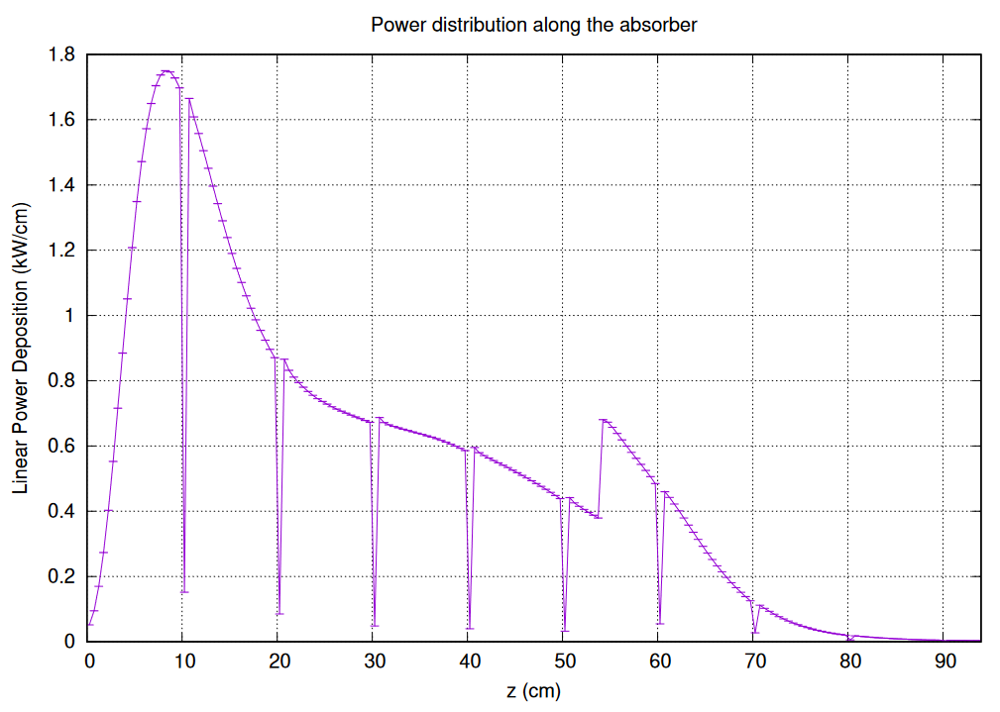 Power distribution along the absorber
Linear Power Deposition (kW/cm)
1.8
1.6
1.4
1.2
1
0.8
0.6
0.4
0.2
0
0 10 20 30 40 50 60 70 80 90
z (cm)